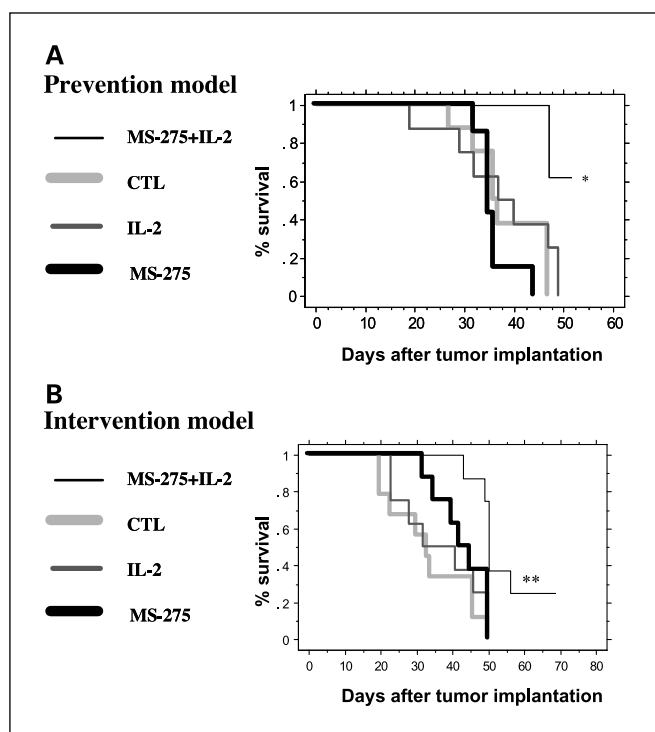 A
Prevention model
MS-275+IL-2
CTL
IL-2
MS-275
% survival
1
.8
.6
.4
.2
0
*
0 10 20 30 40 50 60
Days after tumor implantation
B
Intervention model
MS-275+IL-2
CTL
IL-2
MS-275
% survival
1
.8
.6
.4
.2
0
**
0 10 20 30 40 50 60 70 80
Days after tumor implantation